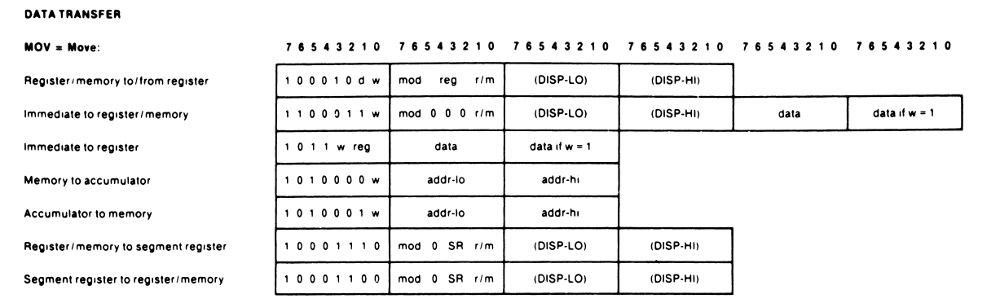 DATA TRANSFER
MOV = Move: 7 6 5 4 3 2 1 0 7 6 5 4 3 2 1 0 7 6 5 4 3 2 1 0 7 6 5 4 3 2 1 0 7 6 5 4 3 2 1 0 7 6 5 4 3 2 1 0
Register/memory to/from register 1 0 0 0 1 0 d w mod reg r/m (DISP-LO) (DISP-HI)
Immediate to register/memory 1 1 0 0 0 1 1 w mod 0 0 0 r/m (DISP-LO) (DISP-HI) data data if w = 1
Immediate to register 1 0 1 1 w reg data data if w = 1
Memory to accumulator 1 0 1 0 0 0 0 w addr-lo addr-hi
Accumulator to memory 1 0 1 0 0 0 1 w addr-lo addr-hi
Register/memory to segment register 1 0 0 0 1 1 1 0 mod 0 SR r/m (DISP-LO) (DISP-HI)
Segment register to register/memory 1 0 0 0 1 1 0 0 mod 0 SR r/m (DISP-LO) (DISP-HI)